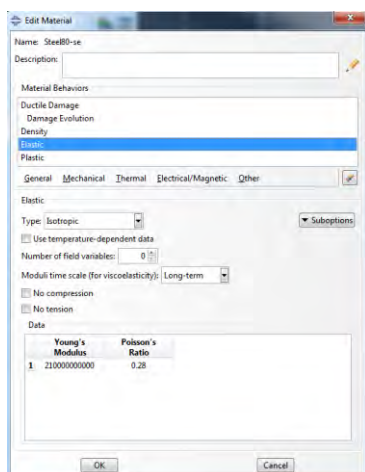 Edit Material
Name: Steel80-se
Description:
Material Behaviors
Ductile Damage
Damage Evolution
Density
Elastic
Plastic
General Mechanical Thermal Electrical/Magnetic Other
Elastic
Type: Isotropic Suboptions
Use temperature-dependent data
Number of field variables: 0
Moduli time scale (for viscoelasticity): Long-term
No compression
No tension
Data
Young's Modulus Poisson's Ratio
1 210000000000 0.28
OK Cancel